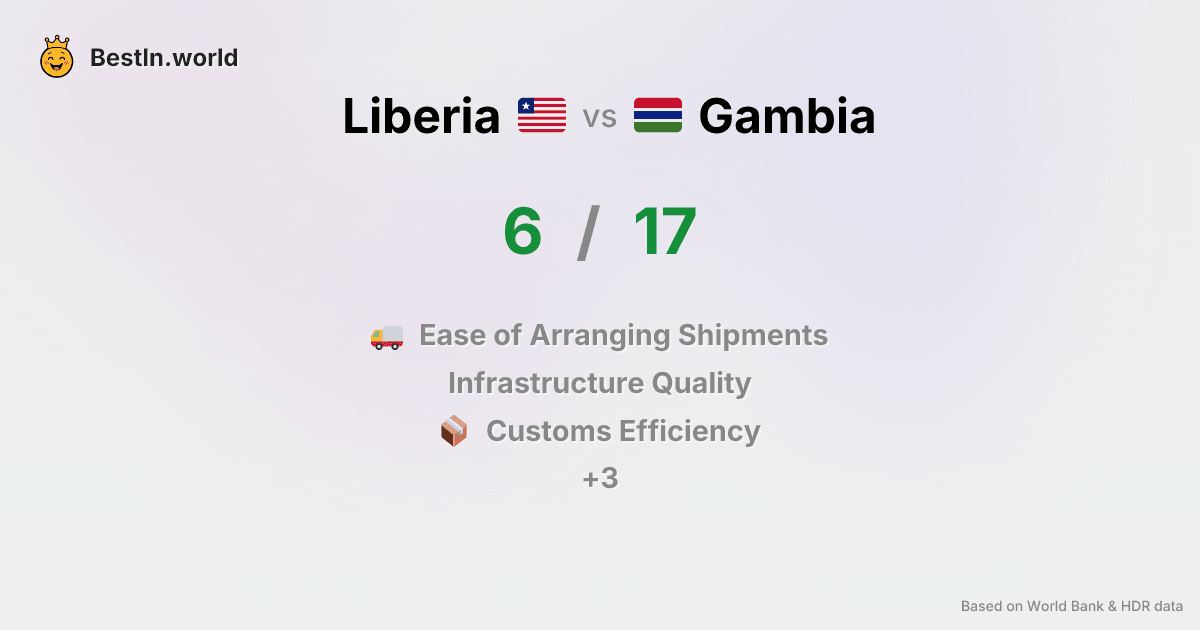 BestIn.world
Liberia vs Gambia
6 / 17
Ease of Arranging Shipments
Infrastructure Quality
Customs Efficiency
+3
Based on World Bank & HDR data